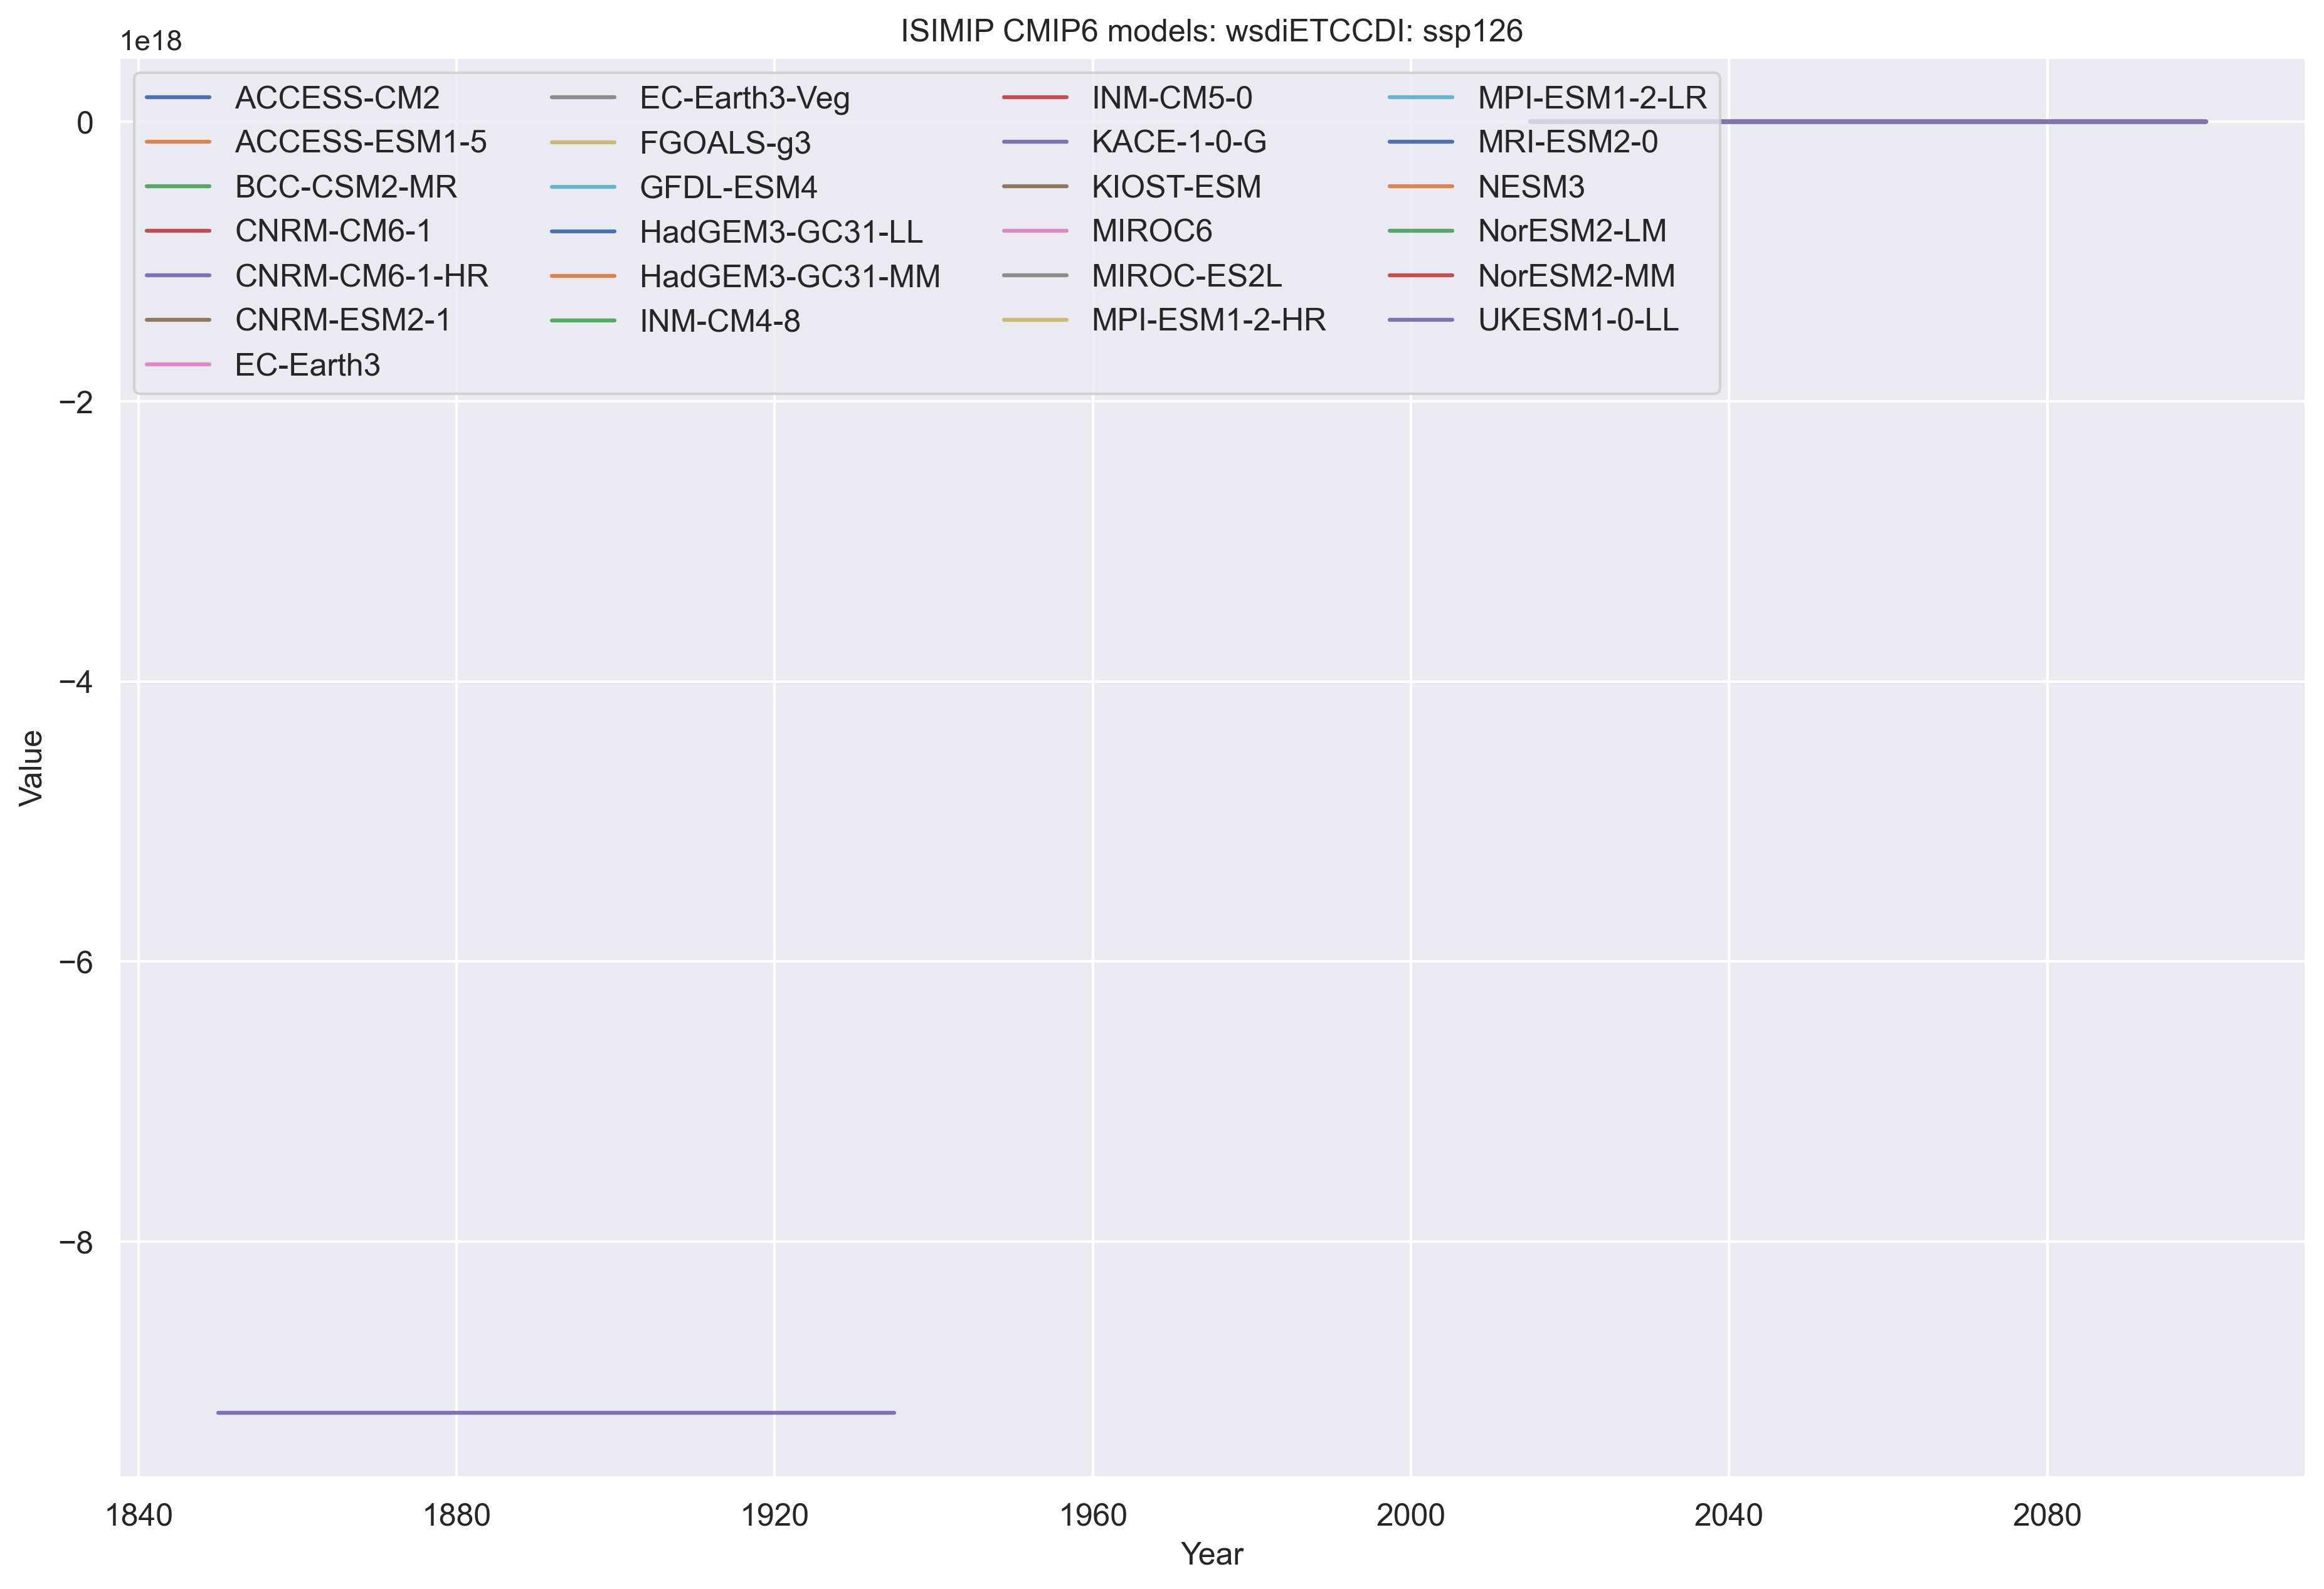 ISIMIP CMIP6 models: wsdiETCCDI: ssp126
1e18
ACCESS-CM2
ACCESS-ESM1-5
BCC-CSM2-MR
CNRM-CM6-1
CNRM-CM6-1-HR
CNRM-ESM2-1
EC-Earth3
EC-Earth3-Veg
FGOALS-g3
GFDL-ESM4
HadGEM3-GC31-LL
HadGEM3-GC31-MM
INM-CM4-8
INM-CM5-0
KACE-1-0-G
KIOST-ESM
MIROC6
MIROC-ES2L
MPI-ESM1-2-HR
MPI-ESM1-2-LR
MRI-ESM2-0
NESM3
NorESM2-LM
NorESM2-MM
UKESM1-0-LL
0
−2
−4
−6
−8
Value
1840 1880 1920 1960 2000 2040 2080
Year